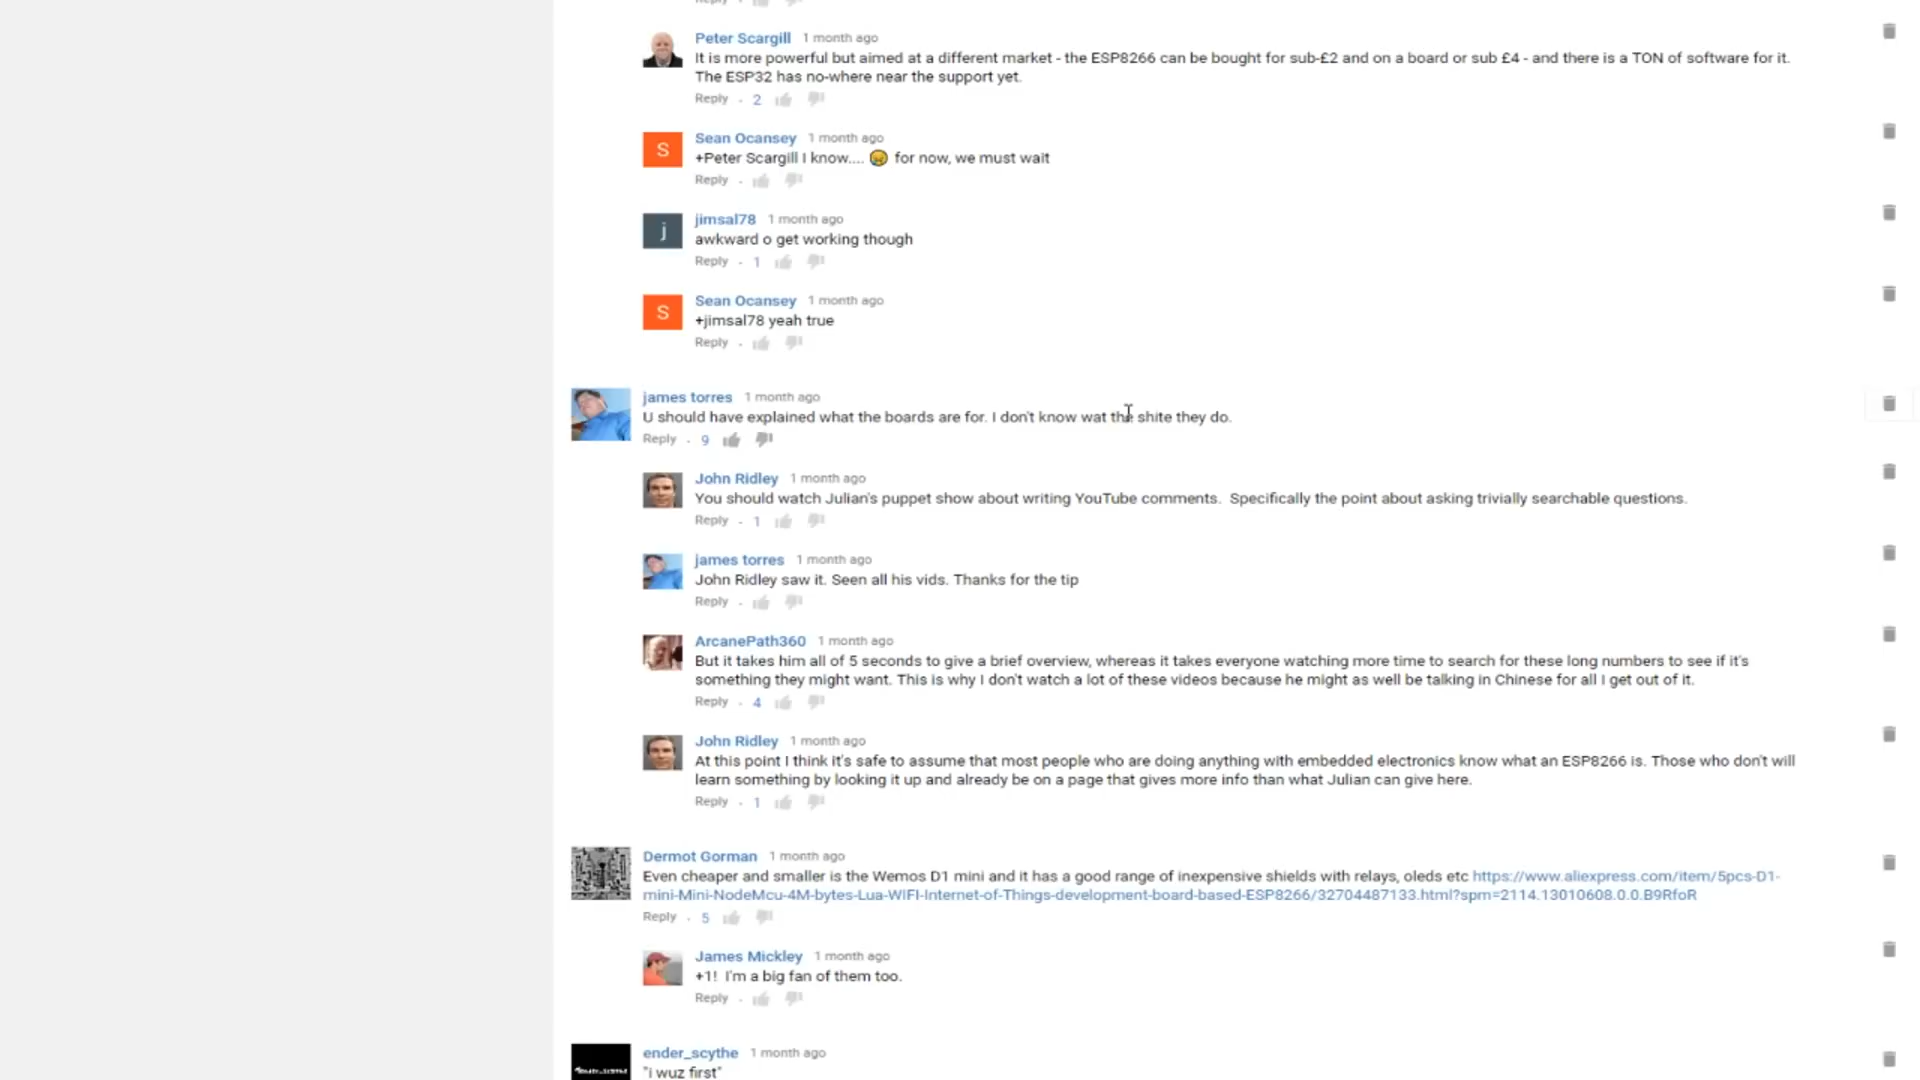 Reply
Peter Scargill 1 month ago
It is more powerful but aimed at a different market - the ESP8266 can be bought for sub-£2 and on a board or sub £4 - and there is a TON of software for it.
The ESP32 has no-where near the support yet.
Reply · 2
Sean Ocansey 1 month ago
S
+Peter Scargill I know.... 😢 for now, we must wait
Reply ·
jimsal78 1 month ago
j
awkward o get working though
Reply · 1
Sean Ocansey 1 month ago
S
+jimsal78 yeah true
Reply ·
james torres 1 month ago
U should have explained what the boards are for. I don't know wat the shite they do.
Reply · 9
John Ridley 1 month ago
You should watch Julian's puppet show about writing YouTube comments. Specifically the point about asking trivially searchable questions.
Reply · 1
james torres 1 month ago
John Ridley saw it. Seen all his vids. Thanks for the tip
Reply ·
ArcanePath360 1 month ago
But it takes him all of 5 seconds to give a brief overview, whereas it takes everyone watching more time to search for these long numbers to see if it's
something they might want. This is why I don't watch a lot of these videos because he might as well be talking in Chinese for all I get out of it.
Reply · 4
John Ridley 1 month ago
At this point I think it's safe to assume that most people who are doing anything with embedded electronics know what an ESP8266 is. Those who don't will
learn something by looking it up and already be on a page that gives more info than what Julian can give here.
Reply · 1
Dermot Gorman 1 month ago
Even cheaper and smaller is the Wemos D1 mini and it has a good range of inexpensive shields with relays, oleds etc https://www.aliexpress.com/item/5pcs-D1-
mini-Mini-NodeMcu-4M-bytes-Lua-WIFI-Internet-of-Things-development-board-based-ESP8266/32704487133.html?spm=2114.13010608.0.0.B9RfoR
Reply · 5
James Mickley 1 month ago
+1! I'm a big fan of them too.
Reply ·
ender_scythe 1 month ago
"i wuz first"